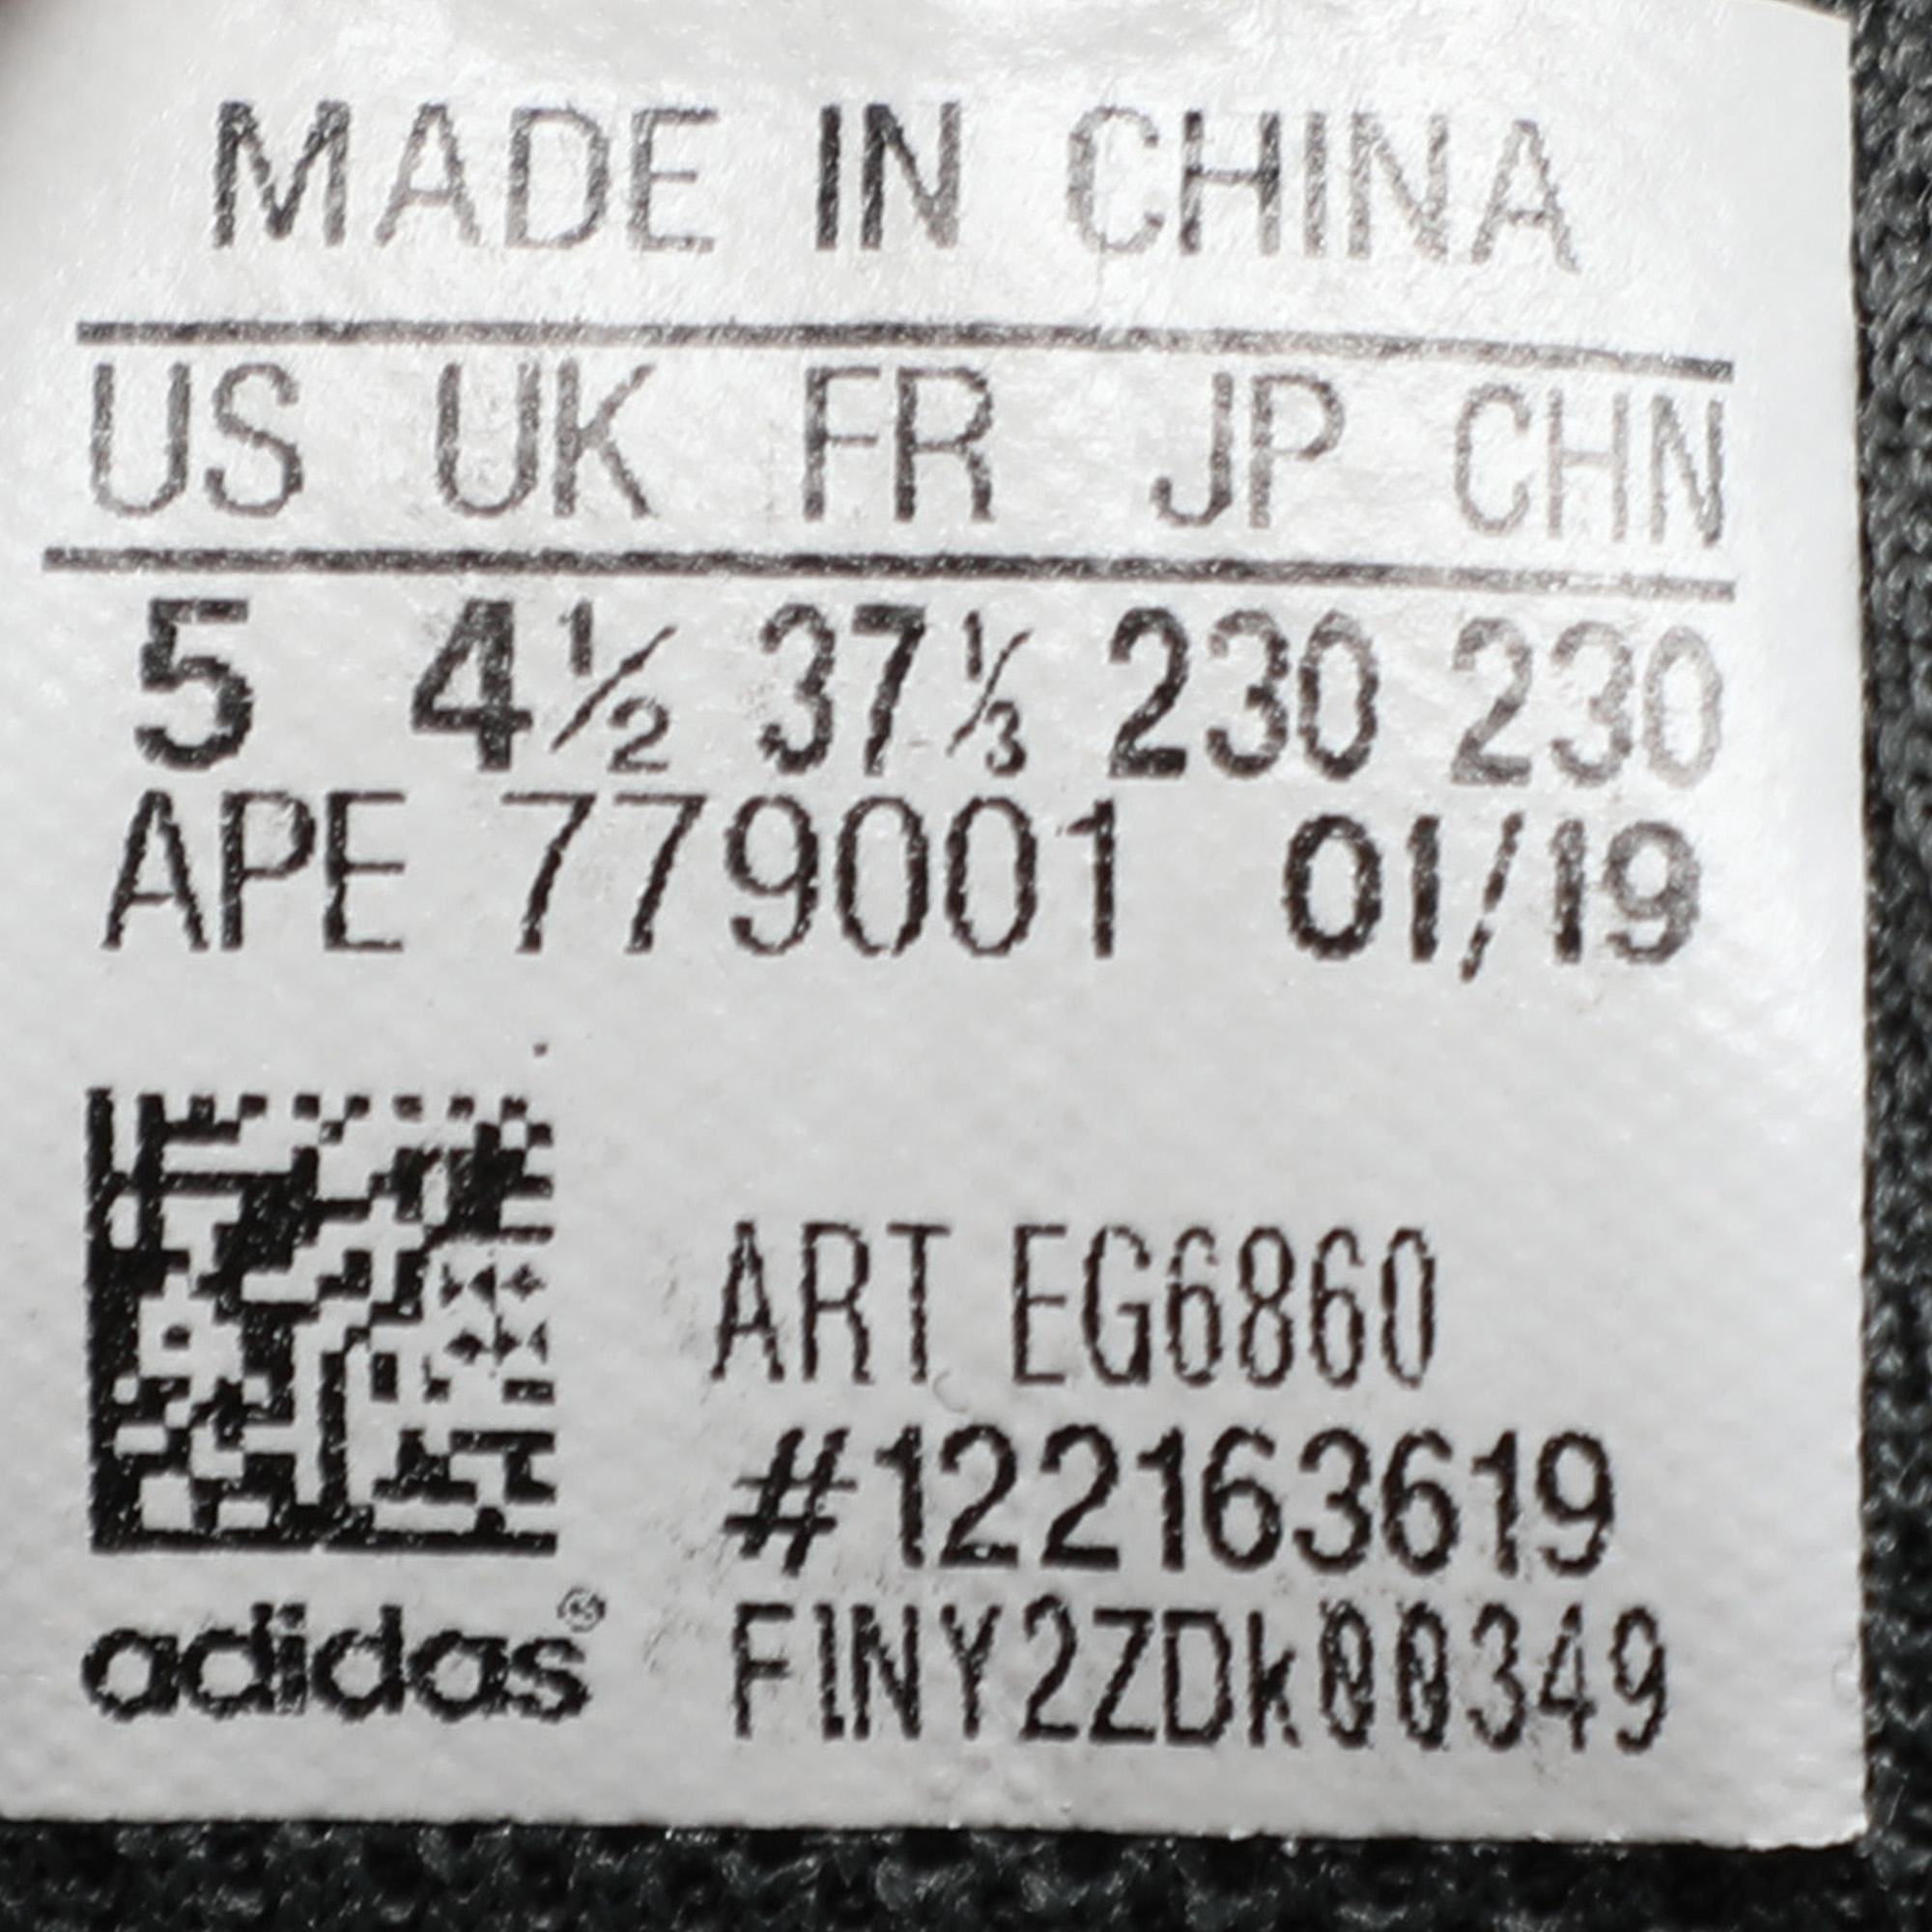 MADE IN CHINA
US UK FR JP CHN
5 4½ 37⅓ 230 230
APE 779001 01/19
ART EG6860
#122163619
F1NY2ZDk00349
adidas®